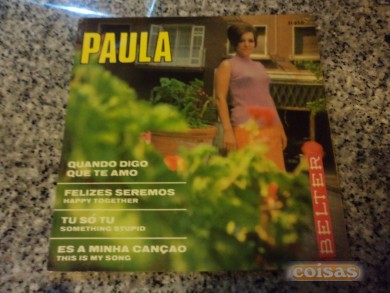 PAULA
QUANDO DIGO
QUE TE AMO
FELIZES SEREMOS
HAPPY TOGETHER
TU SO TU
SOMETHING STUPID
ES A MINHA CANÇAO
THIS IS MY SONG
BELTER
coisas